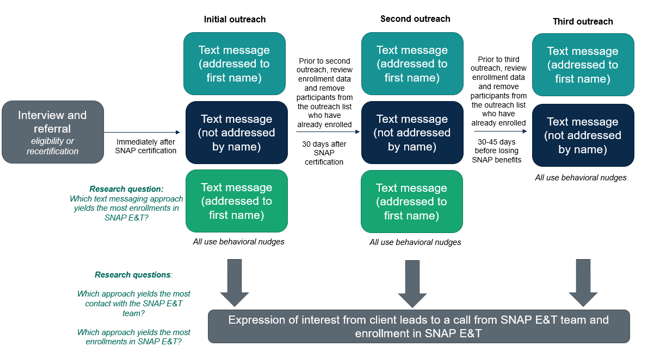 Initial outreach
Second outreach
Third outreach
Text message
(addressed to
first name)
Text message
(not addressed
by name)
Text message
(addressed to
first name)
All use behavioral nudges
Interview and
referral
eligibility or
recertification
Immediately after
SNAP certification
Prior to second
outreach, review
enrollment data
and remove
participants from
the outreach list
who have
already enrolled
30 days after
SNAP
certification
Text message
(addressed to
first name)
Text message
(not addressed
by name)
Text message
(addressed to
first name)
All use behavioral nudges
Prior to third
outreach, review
enrollment data
and remove
participants from
the outreach list
who have
already enrolled
30-45 days
before losing
SNAP benefits
Text message
(addressed to
first name)
Text message
(not addressed
by name)
All use behavioral nudges
Research question:
Which text messaging approach
yields the most enrollments in
SNAP E&T?
Research questions:
Which approach yields the most
contact with the SNAP E&T
team?
Which approach yields the most
enrollments in SNAP E&T?
Expression of interest from client leads to a call from SNAP E&T team and
enrollment in SNAP E&T